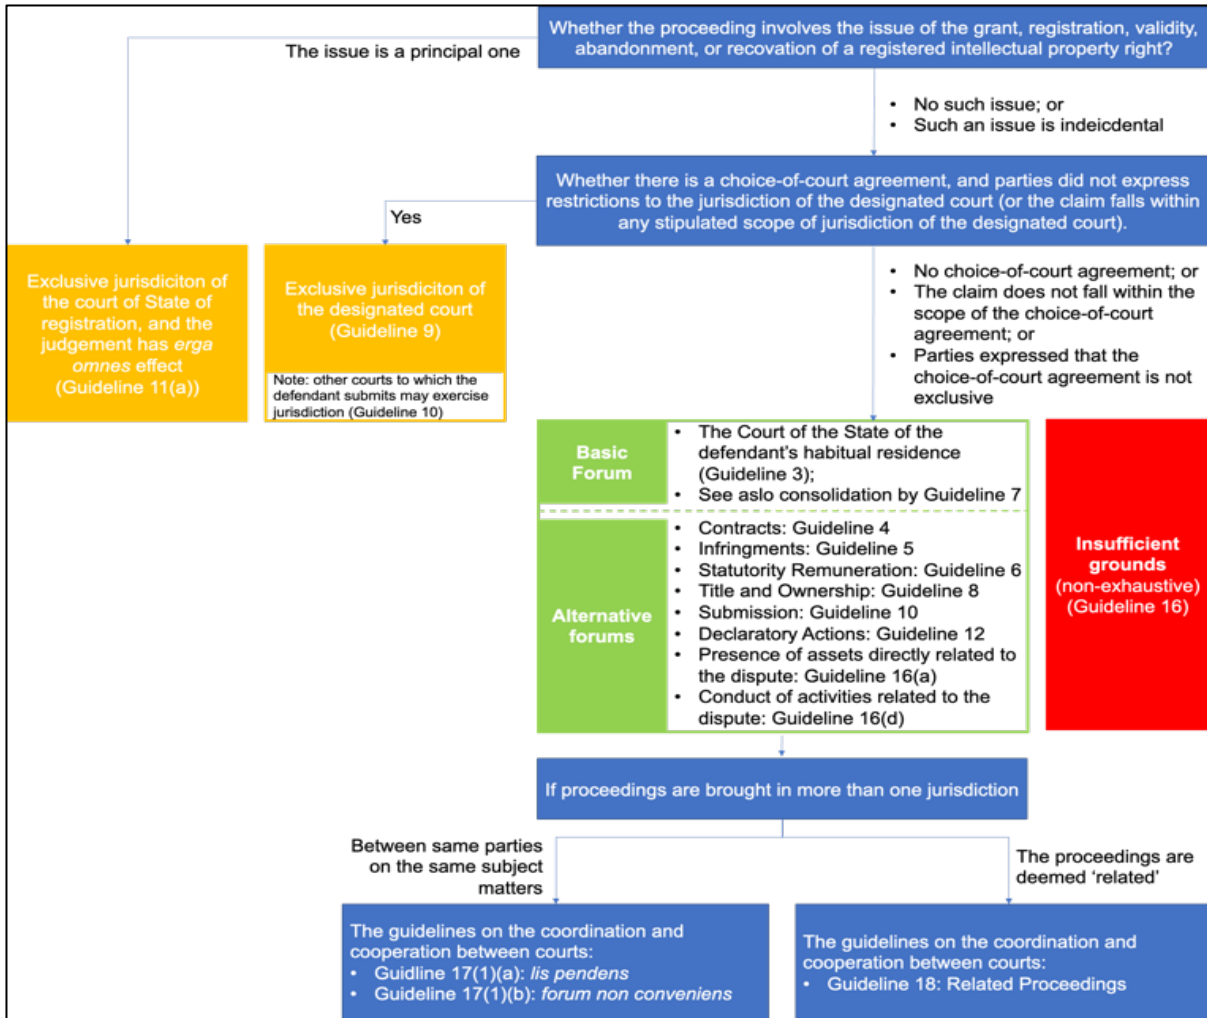 Whether the proceeding involves the issue of the grant, registration, validity,
abandonment, or recovation of a registered intellectual property right?
The issue is a principal one
• No such issue; or
• Such an issue is indeicdental
Whether there is a choice-of-court agreement, and parties did not express
restrictions to the jurisdiction of the designated court (or the claim falls within
any stipulated scope of jurisdiction of the designated court).
Yes
Exclusive jurisdiciton of
the court of State of
registration, and the
judgement has erga
omnes effect
(Guideline 11(a))
Exclusive jurisdiciton of
the designated court
(Guideline 9)
Note: other courts to which the
defendant submits may exercise
jurisdiction (Guideline 10)
• No choice-of-court agreement; or
• The claim does not fall within the
scope of the choice-of-court
agreement; or
• Parties expressed that the
choice-of-court agreement is not
exclusive
Basic
Forum
• The Court of the State of the
defendant's habitual residence
(Guideline 3);
• See aslo consolidation by Guideline 7
Alternative
forums
• Contracts: Guideline 4
• Infringments: Guideline 5
• Statutority Remuneration: Guideline 6
• Title and Ownership: Guideline 8
• Submission: Guideline 10
• Declaratory Actions: Guideline 12
• Presence of assets directly related to
the dispute: Guideline 16(a)
• Conduct of activities related to the
dispute: Guideline 16(d)
Insufficient
grounds
(non-exhaustive)
(Guideline 16)
If proceedings are brought in more than one jurisdiction
Between same parties
on the same subject
matters
The proceedings are
deemed ‘related’
The guidelines on the coordination and
cooperation between courts:
• Guidline 17(1)(a): lis pendens
• Guideline 17(1)(b): forum non conveniens
The guidelines on the coordination and
cooperation between courts:
• Guideline 18: Related Proceedings